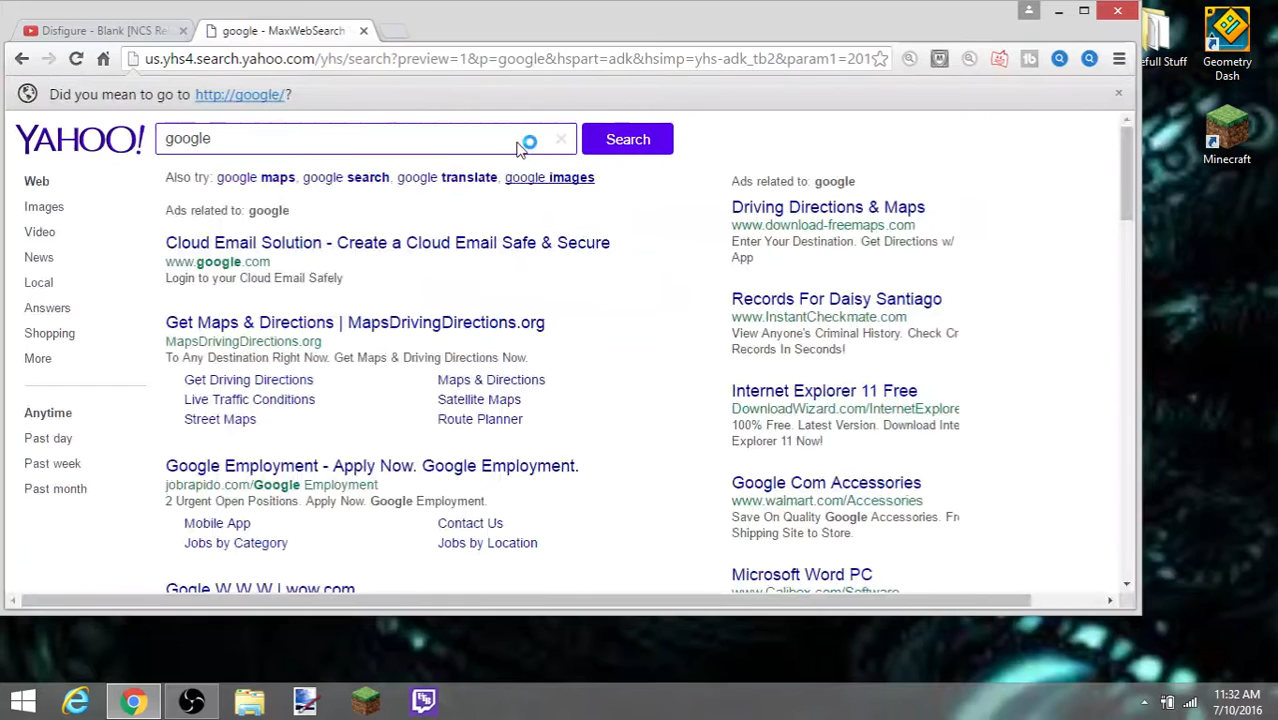 Disfigure - Blank [NCS Re
google - MaxWebSearch
us.yhs4.search.yahoo.com/yhs/search?preview=1&p=google&hspart=adk&hsimp=yhs-adk_tb2&param1=201
Did you mean to go to http://google/?
YAHOO!
google
Search
Also try: google maps, google search, google translate, google images
Web
Images
Video
News
Local
Answers
Shopping
More
Anytime
Past day
Past week
Past month
Ads related to: google
Cloud Email Solution - Create a Cloud Email Safe & Secure
www.google.com
Login to your Cloud Email Safely
Get Maps & Directions | MapsDrivingDirections.org
MapsDrivingDirections.org
To Any Destination Right Now. Get Maps & Driving Directions Now.
Get Driving Directions
Maps & Directions
Live Traffic Conditions
Satellite Maps
Street Maps
Route Planner
Google Employment - Apply Now. Google Employment.
jobrapido.com/Google Employment
2 Urgent Open Positions. Apply Now. Google Employment.
Mobile App
Contact Us
Jobs by Category
Jobs by Location
Gogle W W W | wow.com
Ads related to: google
Driving Directions & Maps
www.download-freemaps.com
Enter Your Destination. Get Directions w/
App
Records For Daisy Santiago
www.InstantCheckmate.com
View Anyone's Criminal History. Check Cr
Records In Seconds!
Internet Explorer 11 Free
DownloadWizard.com/InternetExplore
100% Free. Latest Version. Download Inte
Explorer 11 Now!
Google Com Accessories
www.walmart.com/Accessories
Save On Quality Google Accessories. Fr
Shipping Site to Store.
Microsoft Word PC
www.Calibox.com/Software
efull Stuff
Geometry
Dash
Minecraft
11:32 AM
7/10/2016